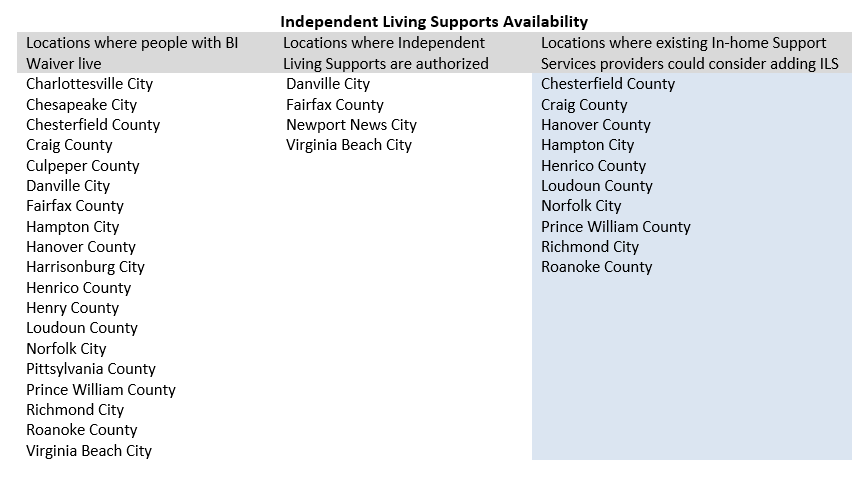 Independent Living Supports Availability
Locations where people with BI Waiver live
Locations where Independent Living Supports are authorized
Locations where existing In-home Support Services providers could consider adding ILS
Charlottesville City Danville City Chesterfield County
Chesapeake City Fairfax County Craig County
Chesterfield County Newport News City Hanover County
Craig County Virginia Beach City Hampton City
Culpeper County Henrico County
Danville City Loudoun County
Fairfax County Norfolk City
Hampton City Prince William County
Hanover County Richmond City
Harrisonburg City Roanoke County
Henrico County
Henry County
Loudoun County
Norfolk City
Pittsylvania County
Prince William County
Richmond City
Roanoke County
Virginia Beach City